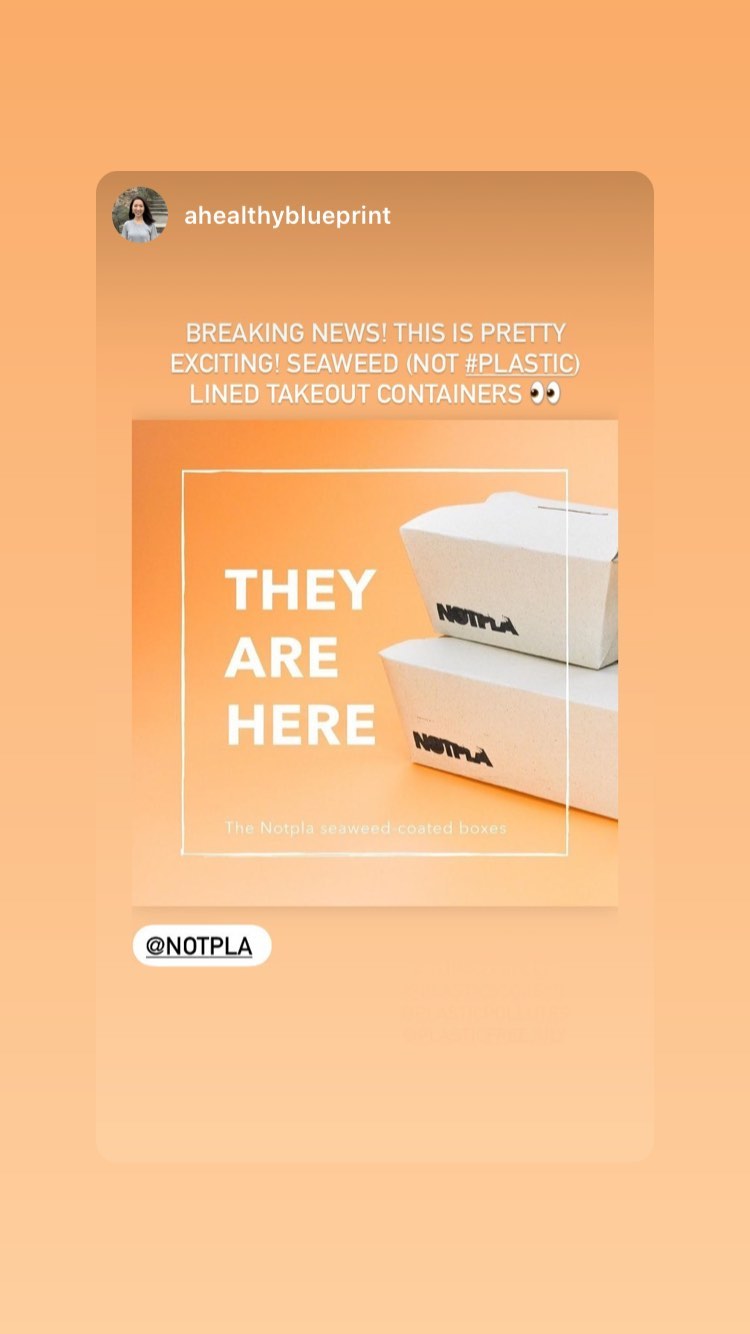 ahealthyblueprint
BREAKING NEWS! THIS IS PRETTY
EXCITING! SEAWEED (NOT #PLASTIC)
LINED TAKEOUT CONTAINERS 👀
THEY
ARE
HERE
NOTPLA
NOTPLA
The Notpla seaweed-coated boxes
@NOTPLA